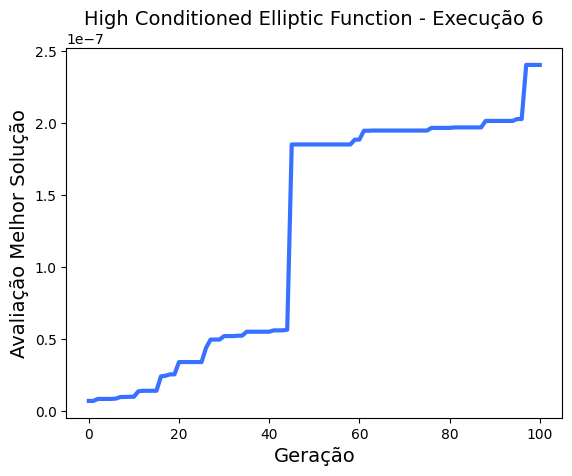 High Conditioned Elliptic Function - Execução 6
1e−7
2.5
2.0
1.5
1.0
0.5
0.0
Avaliação Melhor Solução
0 20 40 60 80 100
Geração